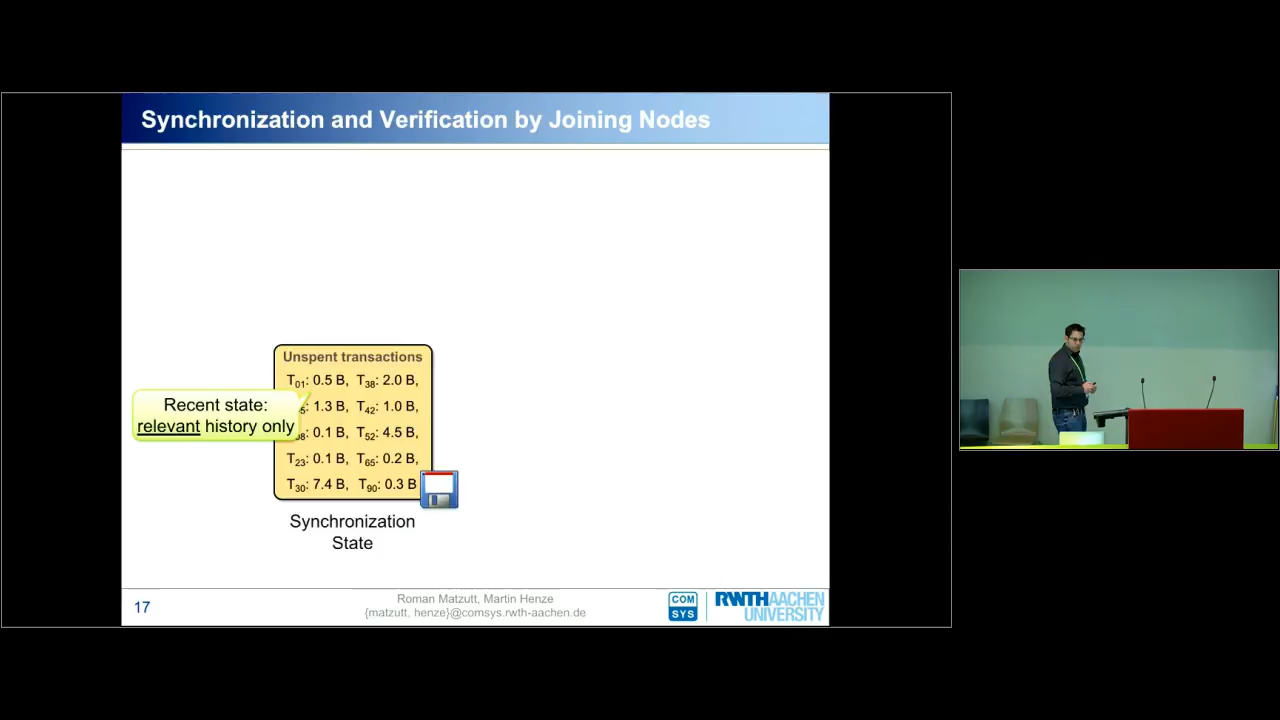 Synchronization and Verification by Joining Nodes
Unspent transactions
T01: 0.5 B, T38: 2.0 B,
5: 1.3 B, T42: 1.0 B,
Recent state:
relevant history only
8: 0.1 B, T52: 4.5 B,
T23: 0.1 B, T65: 0.2 B,
T30: 7.4 B, T90: 0.3 B
Synchronization
State
17
Roman Matzutt, Martin Henze
{matzutt, henze}@comsys.rwth-aachen.de
COM
SYS
RWTHAACHEN
UNIVERSITY